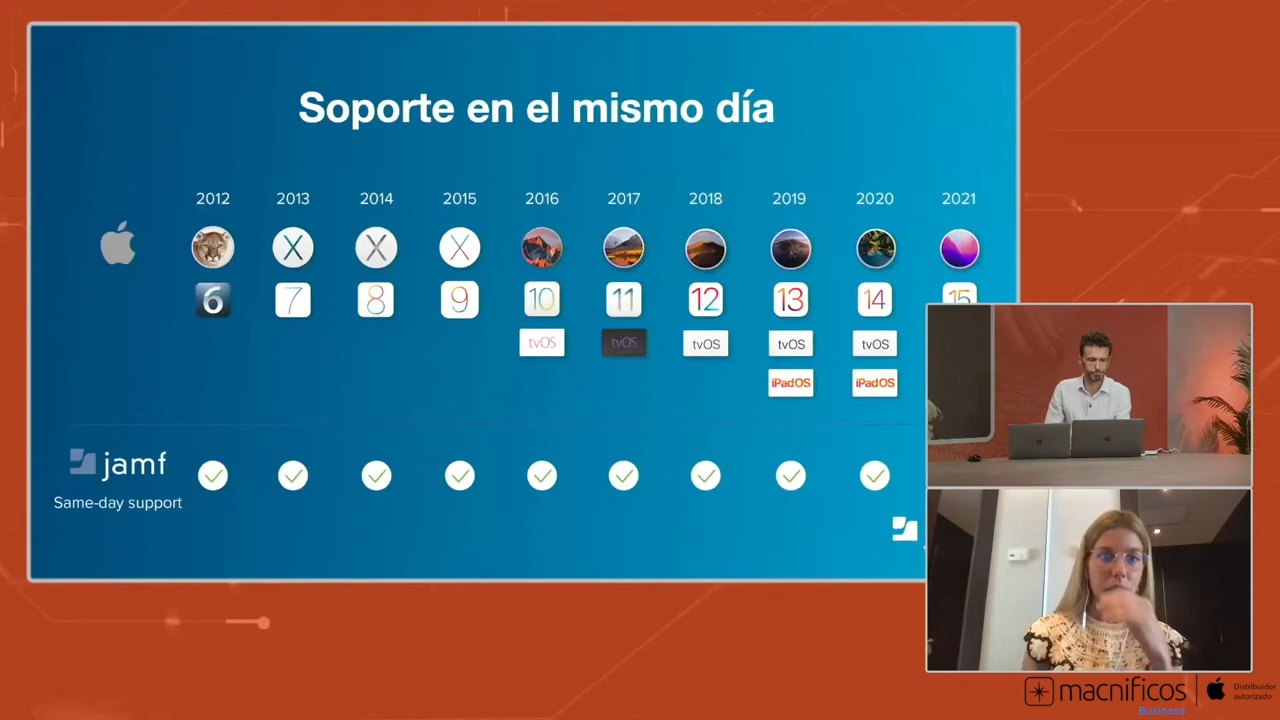 Soporte en el mismo día
2012 2013 2014 2015 2016 2017 2018 2019 2020 2021
X X X
6 7 8 9 10 11 12 13 14 15
tvOS tvOS tvOS tvOS tvOS
iPadOS iPadOS
jamf
Same-day support
macnificos
Business
Distribuidor
autorizado